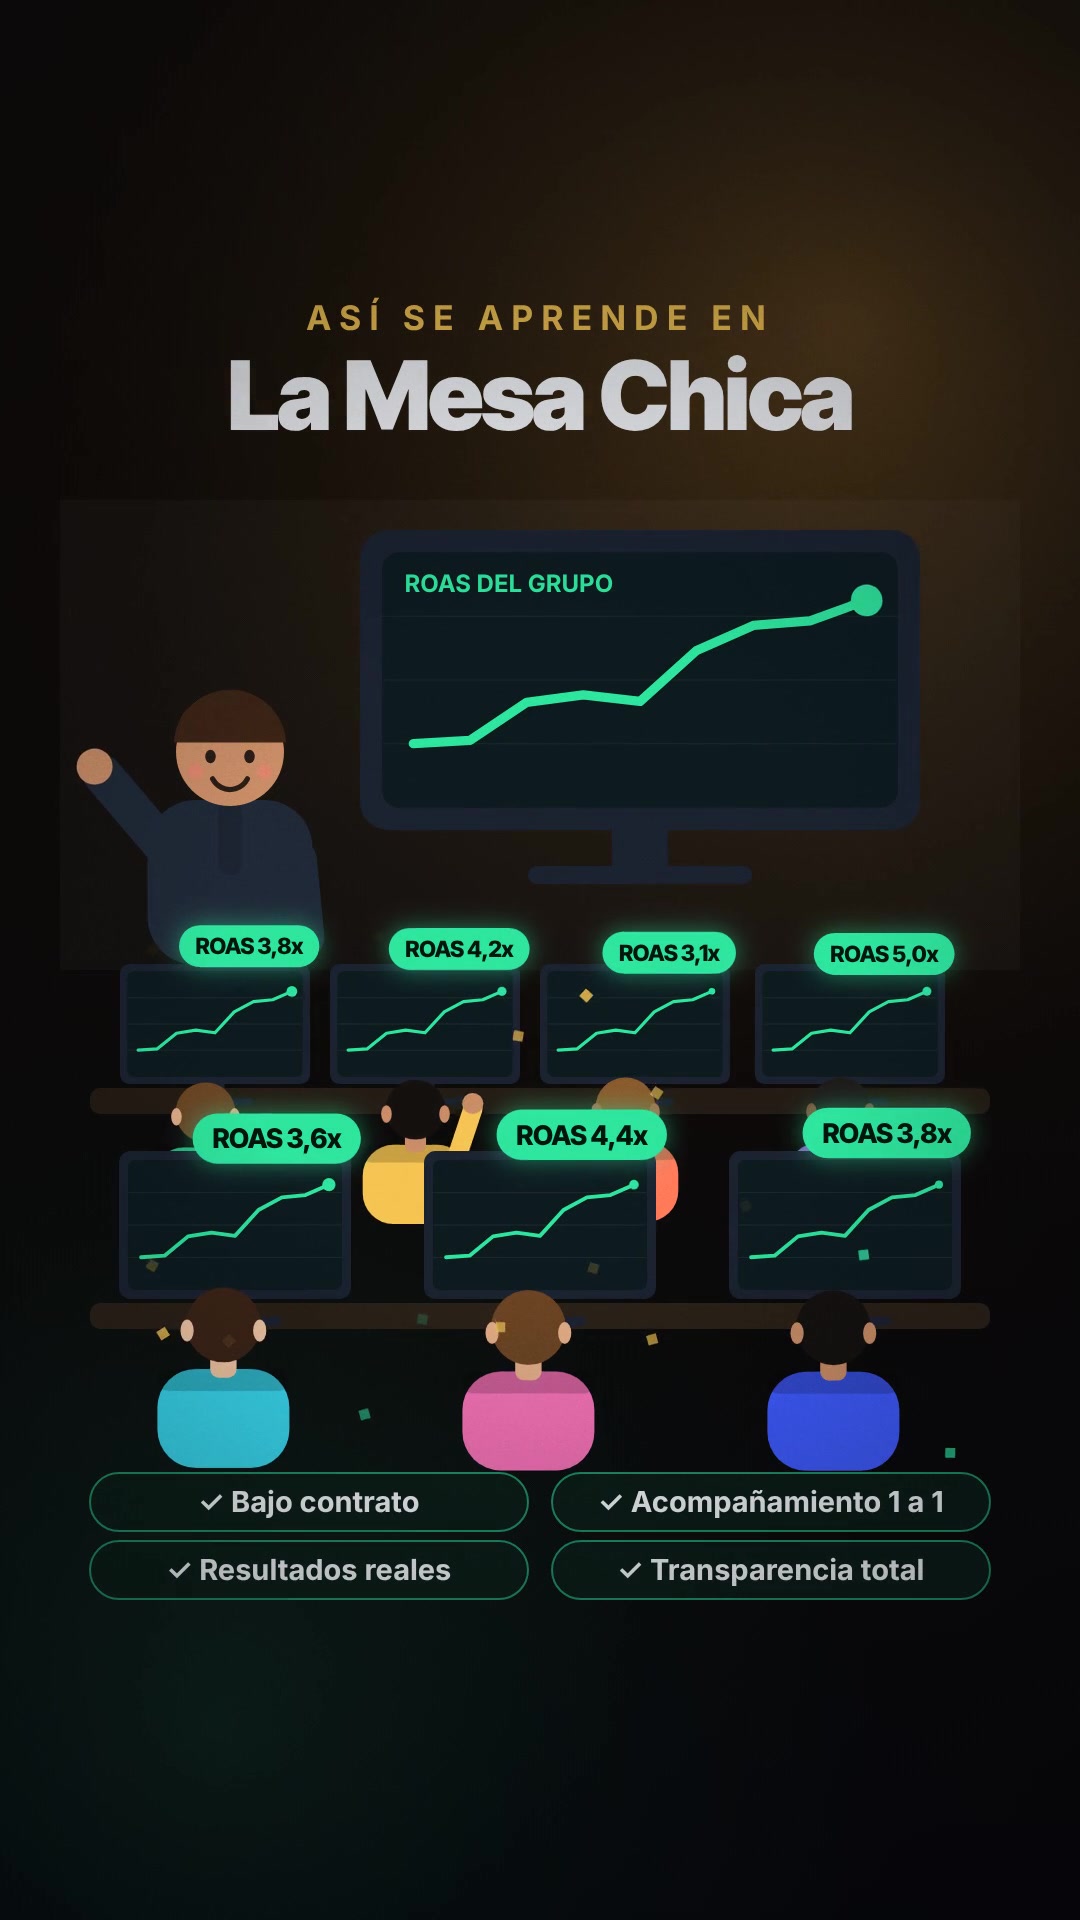 ASÍ SE APRENDE EN
La Mesa Chica
ROAS DEL GRUPO
ROAS 3,8x
ROAS 4,2x
ROAS 3,1x
ROAS 5,0x
ROAS 3,6x
ROAS 4,4x
ROAS 3,8x
✓ Bajo contrato
✓ Acompañamiento 1 a 1
✓ Resultados reales
✓ Transparencia total